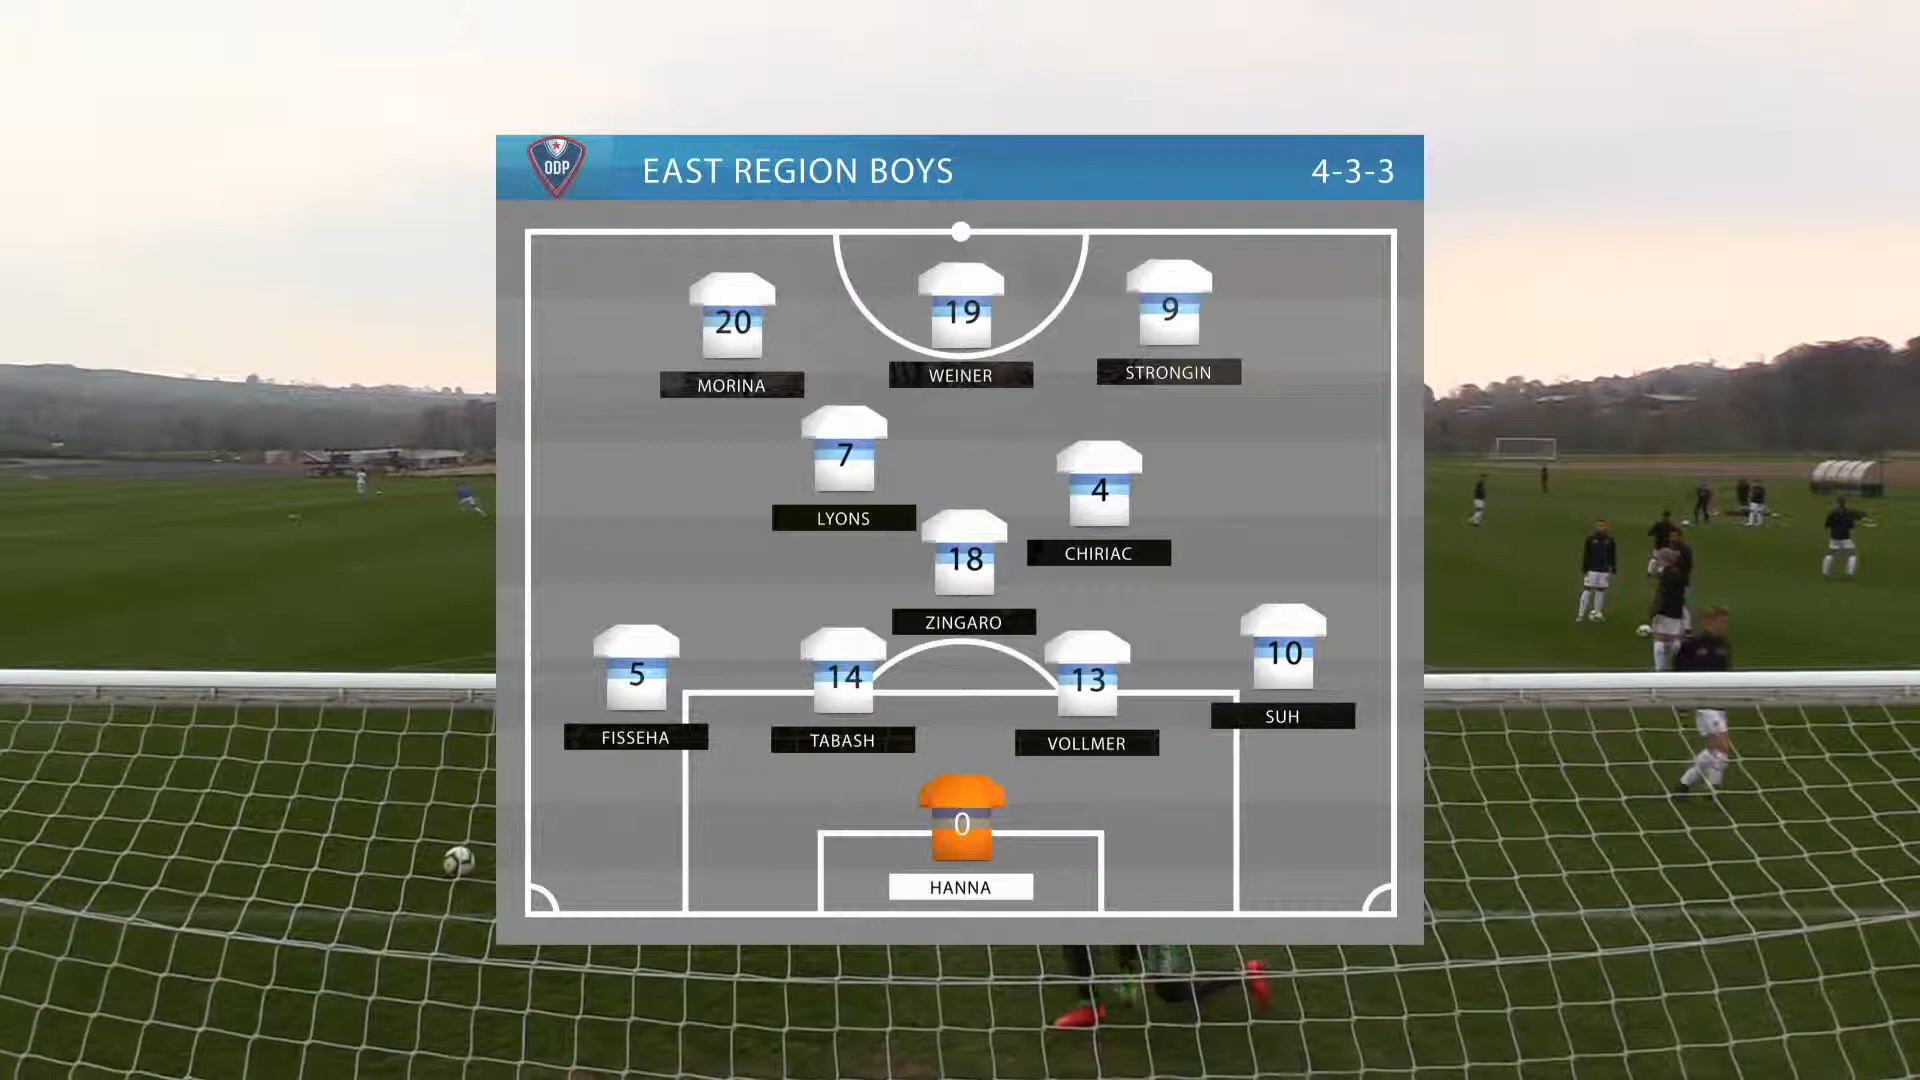 ODP
EAST REGION BOYS
4-3-3
20
19
9
MORINA
WEINER
STRONGIN
7
4
LYONS
CHIRIAC
18
ZINGARO
5
14
13
10
FISSEHA
TABASH
VOLLMER
SUH
0
HANNA